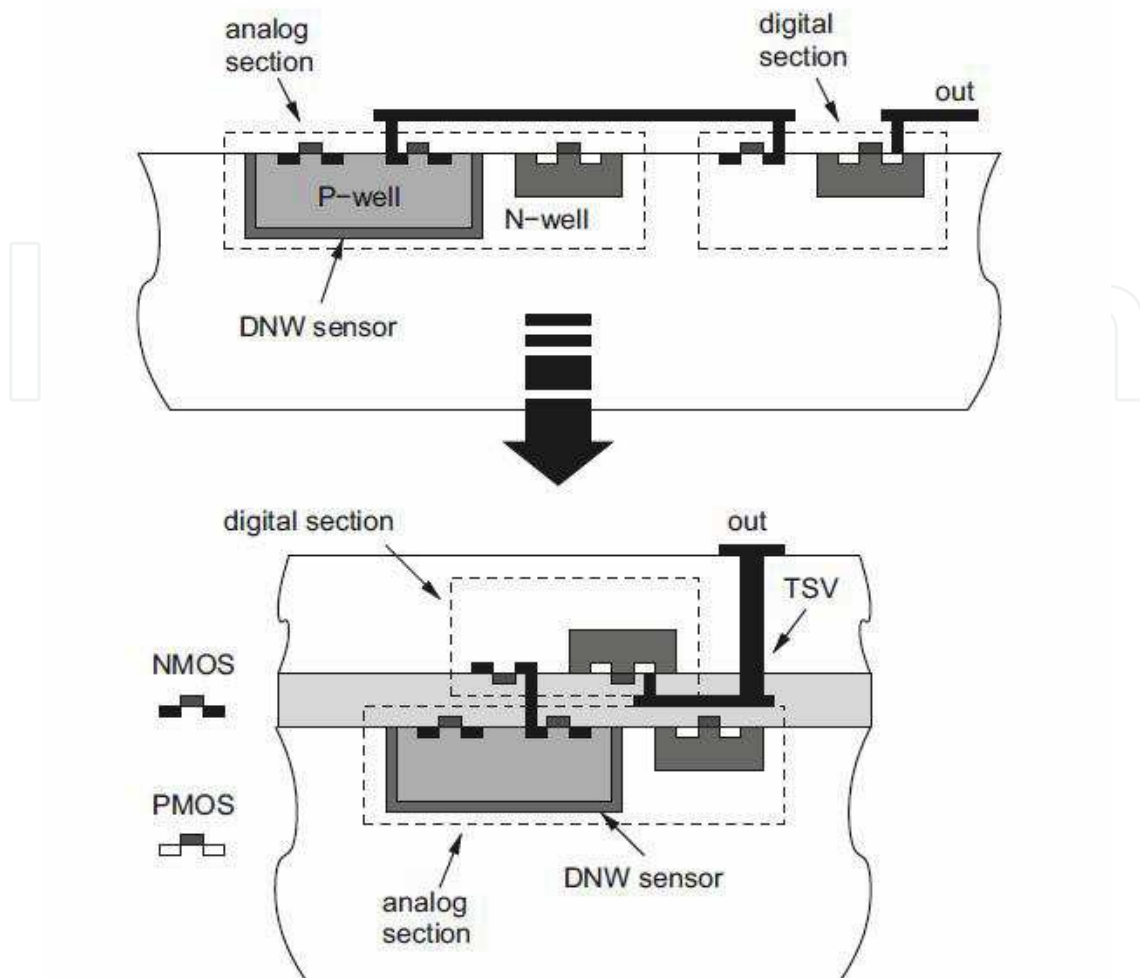 analog
section
digital
section
out
P−well
N−well
DNW sensor
digital section
out
TSV
NMOS
PMOS
DNW sensor
analog
section